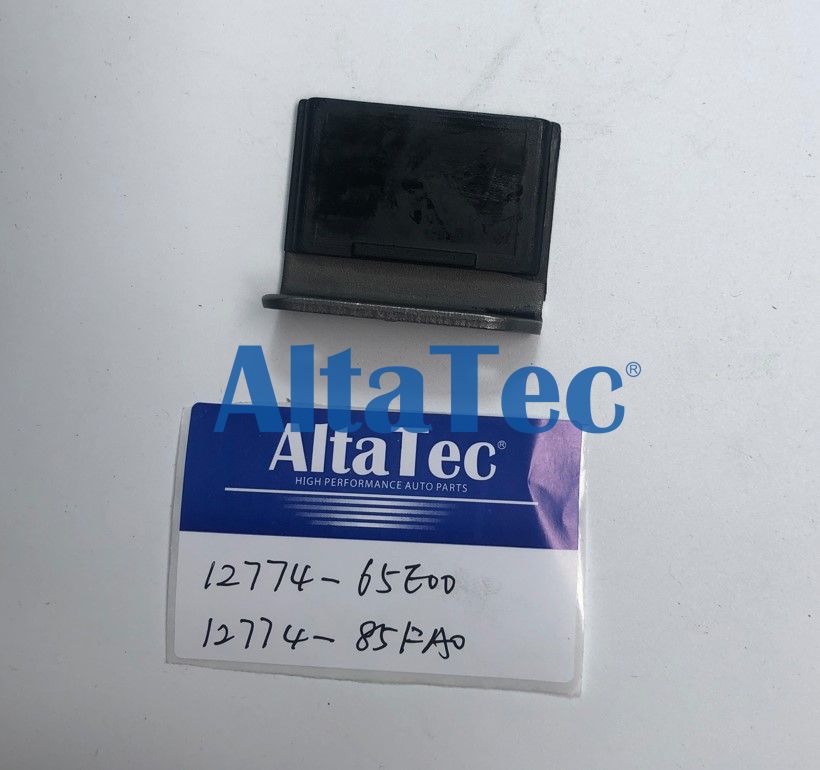 AltaTec®
AltaTec®
HIGH PERFORMANCE AUTO PARTS
12774-65E00
12774-85FA0